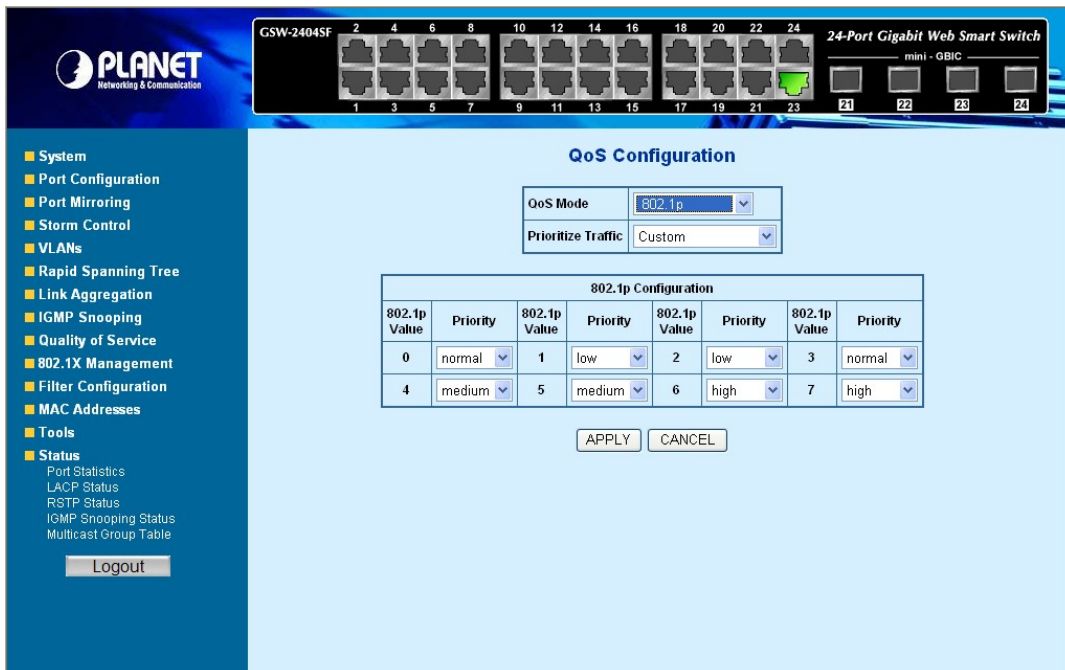 PLANET
Networking & Communication
GSW-2404SF
2 4 6 8 10 12 14 16 18 20 22 24
24-Port Gigabit Web Smart Switch
mini - GBIC
1 3 5 7 9 11 13 15 17 19 21 23
21 22 23 24
System
Port Configuration
Port Mirroring
Storm Control
VLANs
Rapid Spanning Tree
Link Aggregation
IGMP Snooping
Quality of Service
802.1X Management
Filter Configuration
MAC Addresses
Tools
Status
Port Statistics
LACP Status
RSTP Status
IGMP Snooping Status
Multicast Group Table
Logout
QoS Configuration
QoS Mode 802.1p
Prioritize Traffic Custom
802.1p Configuration
802.1p Value Priority 802.1p Value Priority 802.1p Value Priority 802.1p Value Priority
0 normal 1 low 2 low 3 normal
4 medium 5 medium 6 high 7 high
APPLY CANCEL